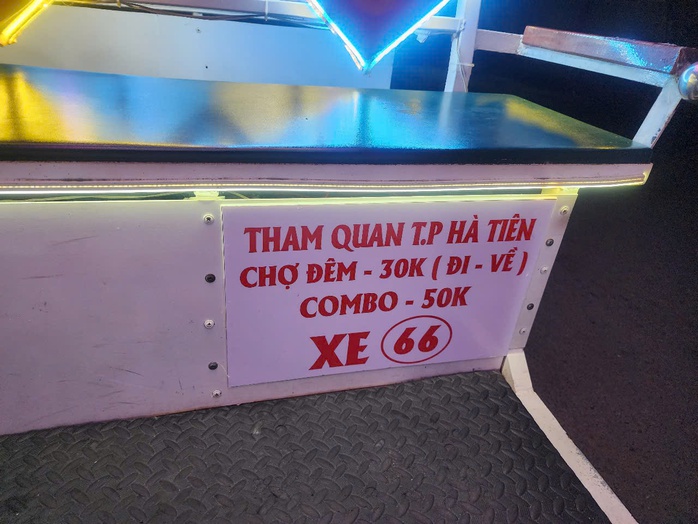 THAM QUAN T.P HÀ TIÊN
CHỢ ĐÊM - 30K ( ĐI - VỀ )
COMBO - 50K
XE 66